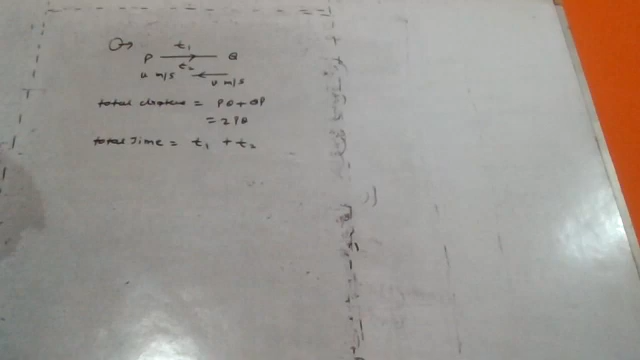 t₁
P → Q
t₂
u m/s ← v m/s
total distance = PQ + QP
= 2PQ
total Time = t₁ + t₂